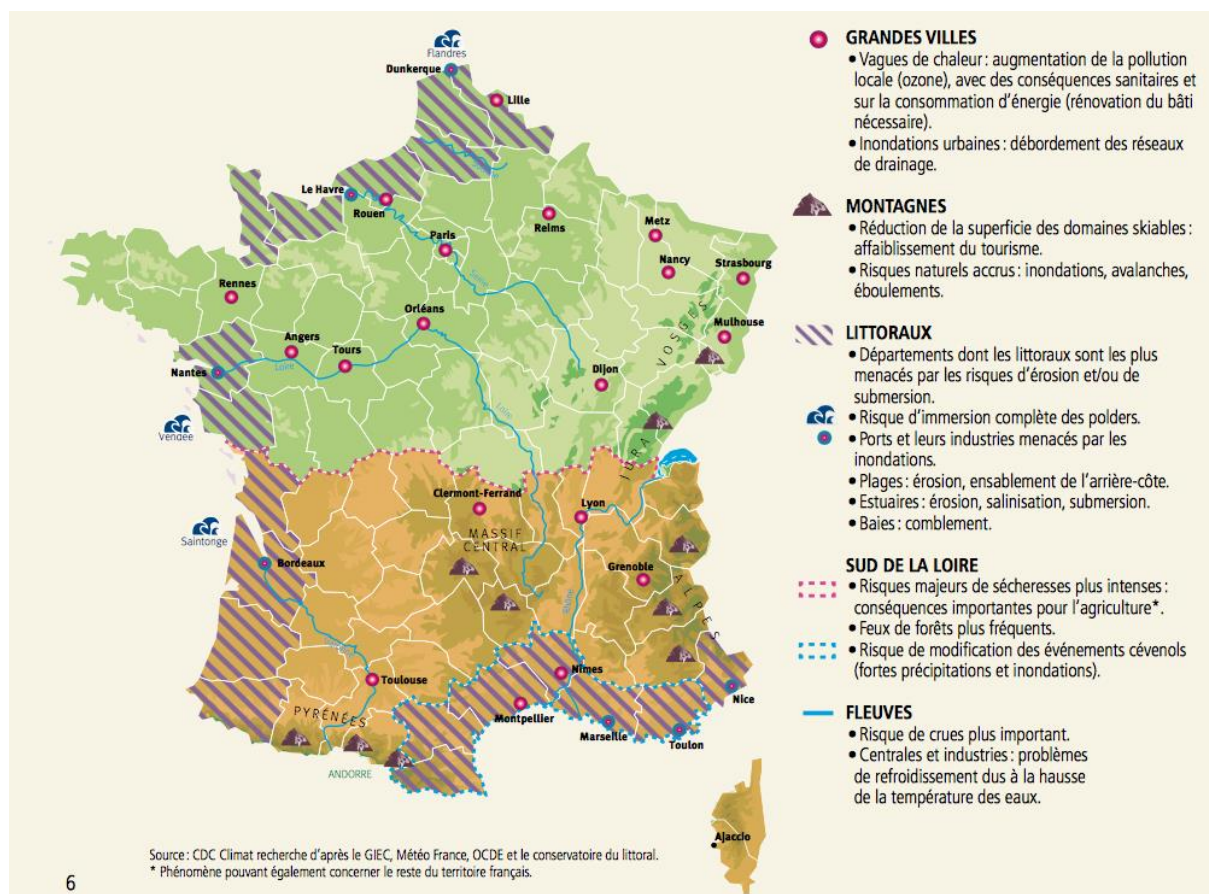 Flandres
Dunkerque
Lille
Le Havre
Rouen
Reims
Metz
Paris
Seine
Nancy
Strasbourg
Rennes
Orléans
VOSGES
Mulhouse
Angers
Tours
Loire
Nantes
Dijon
Loire
Vendée
JURA
Clermont-Ferrand
Lyon
MASSIF
CENTRAL
Saintonge
Bordeaux
Grenoble
ALPES
Rhône
Nîmes
Toulouse
Nice
Montpellier
PYRÉNÉES
Marseille
Toulon
ANDORRE
Ajaccio
GRANDES VILLES
• Vagues de chaleur : augmentation de la pollution
locale (ozone), avec des conséquences sanitaires et
sur la consommation d'énergie (rénovation du bâti
nécessaire).
• Inondations urbaines : débordement des réseaux
de drainage.
MONTAGNES
• Réduction de la superficie des domaines skiables :
affaiblissement du tourisme.
• Risques naturels accrus : inondations, avalanches,
éboulements.
LITTORAUX
• Départements dont les littoraux sont les plus
menacés par les risques d'érosion et/ou de
submersion.
• Risque d'immersion complète des polders.
• Ports et leurs industries menacés par les
inondations.
• Plages : érosion, ensablement de l'arrière-côte.
• Estuaires : érosion, salinisation, submersion.
• Baies : comblement.
SUD DE LA LOIRE
• Risques majeurs de sécheresses plus intenses :
conséquences importantes pour l'agriculture*.
• Feux de forêts plus fréquents.
• Risque de modification des événements cévenols
(fortes précipitations et inondations).
FLEUVES
• Risque de crues plus important.
• Centrales et industries : problèmes
de refroidissement dus à la hausse
de la température des eaux.
Source : CDC Climat recherche d'après le GIEC, Météo France, OCDE et le conservatoire du littoral.
* Phénomène pouvant également concerner le reste du territoire français.
6